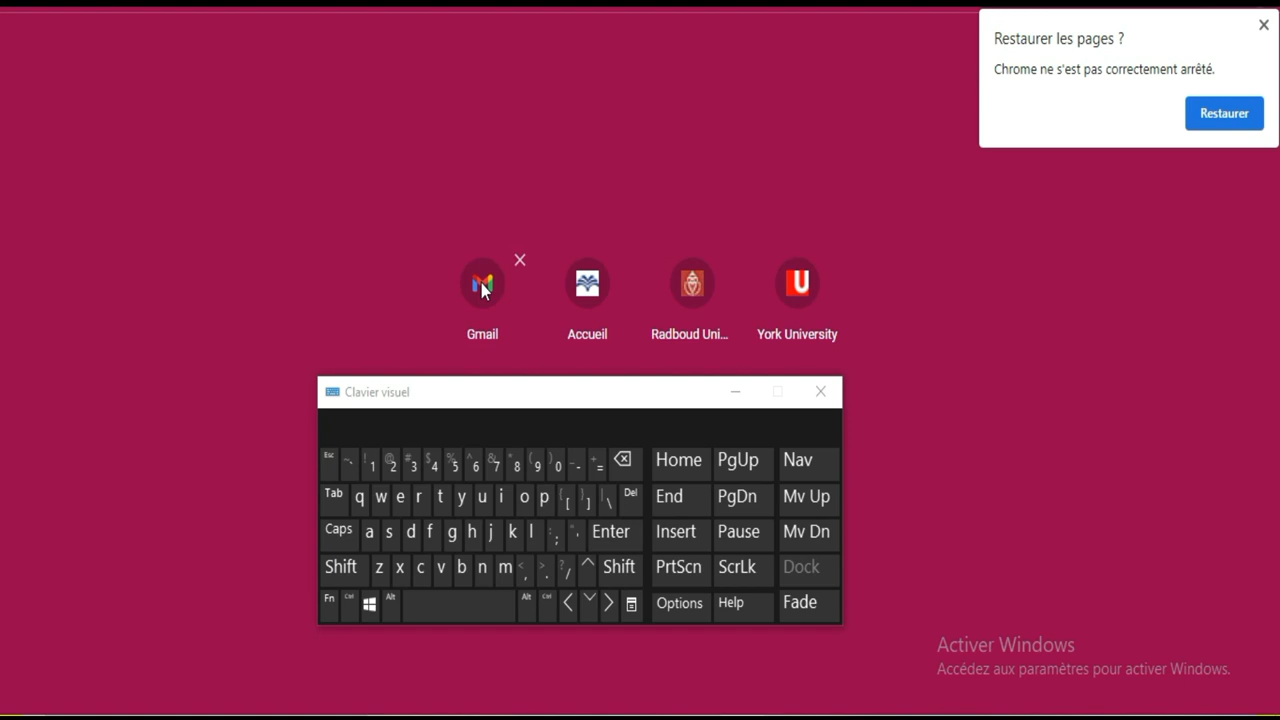 Restaurer les pages ?
Chrome ne s'est pas correctement arrêté.
Restaurer
Gmail Accueil Radboud Uni... York University
Clavier visuel
Esc ~ ` ! 1 @ 2 # 3 $ 4 % 5 ^ 6 & 7 * 8 ( 9 ) 0 _ - + = Home PgUp Nav
Tab q w e r t y u i o p { [ } ] | \ Del End PgDn Mv Up
Caps a s d f g h j k l : ; " ' Enter Insert Pause Mv Dn
Shift z x c v b n m < , > . ? / ^ Shift PrtScn ScrLk Dock
Fn Ctrl Alt Alt Ctrl Options Help Fade
Activer Windows
Accédez aux paramètres pour activer Windows.